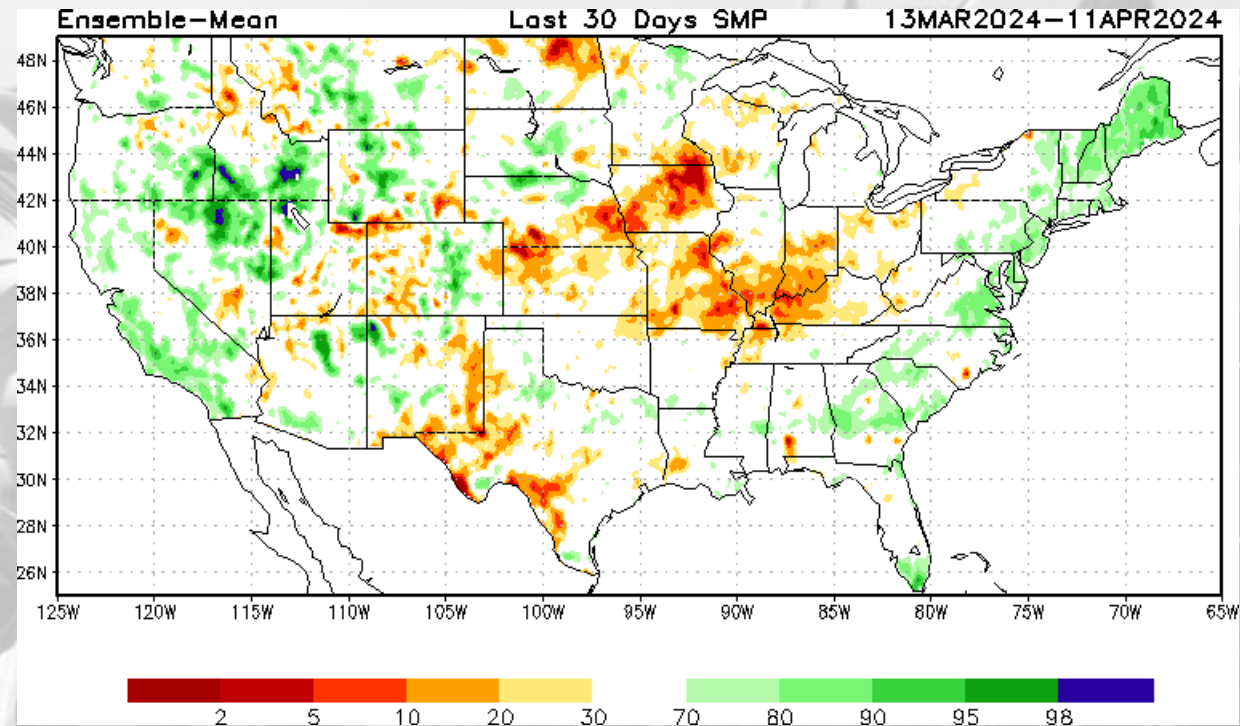 Ensemble-Mean Last 30 Days SMP 13MAR2024-11APR2024
48N
46N
44N
42N
40N
38N
36N
34N
32N
30N
28N
26N
125W 120W 115W 110W 105W 100W 95W 90W 85W 80W 75W 70W 65W
2 5 10 20 30 70 80 90 95 98